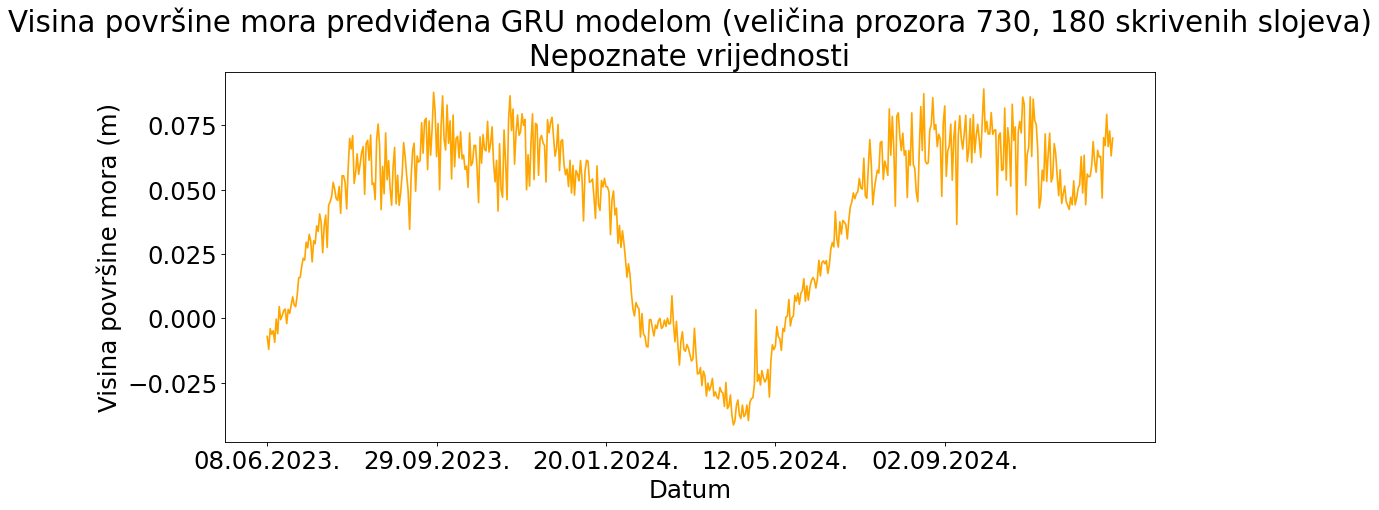 Visina površine mora predviđena GRU modelom (veličina prozora 730, 180 skrivenih slojeva)
Nepoznate vrijednosti
Visina površine mora (m)
0.075
0.050
0.025
0.000
−0.025
08.06.2023.
29.09.2023.
20.01.2024.
12.05.2024.
02.09.2024.
Datum